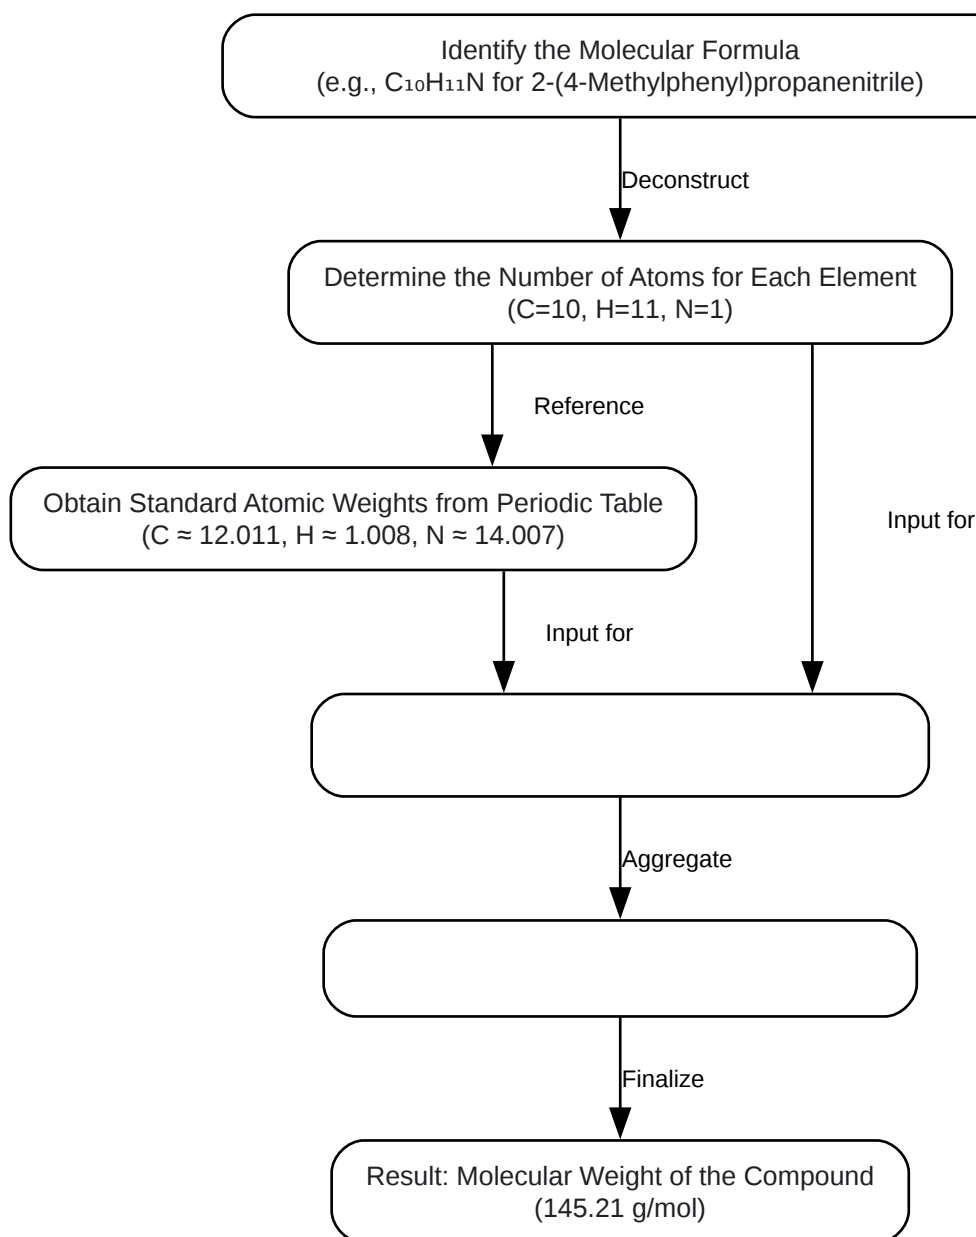 Identify the Molecular Formula
(e.g., C₁₀H₁₁N for 2-(4-Methylphenyl)propanenitrile)
Deconstruct
Determine the Number of Atoms for Each Element
(C=10, H=11, N=1)
Reference
Obtain Standard Atomic Weights from Periodic Table
(C ≈ 12.011, H ≈ 1.008, N ≈ 14.007)
Input for
Input for
Aggregate
Finalize
Result: Molecular Weight of the Compound
(145.21 g/mol)